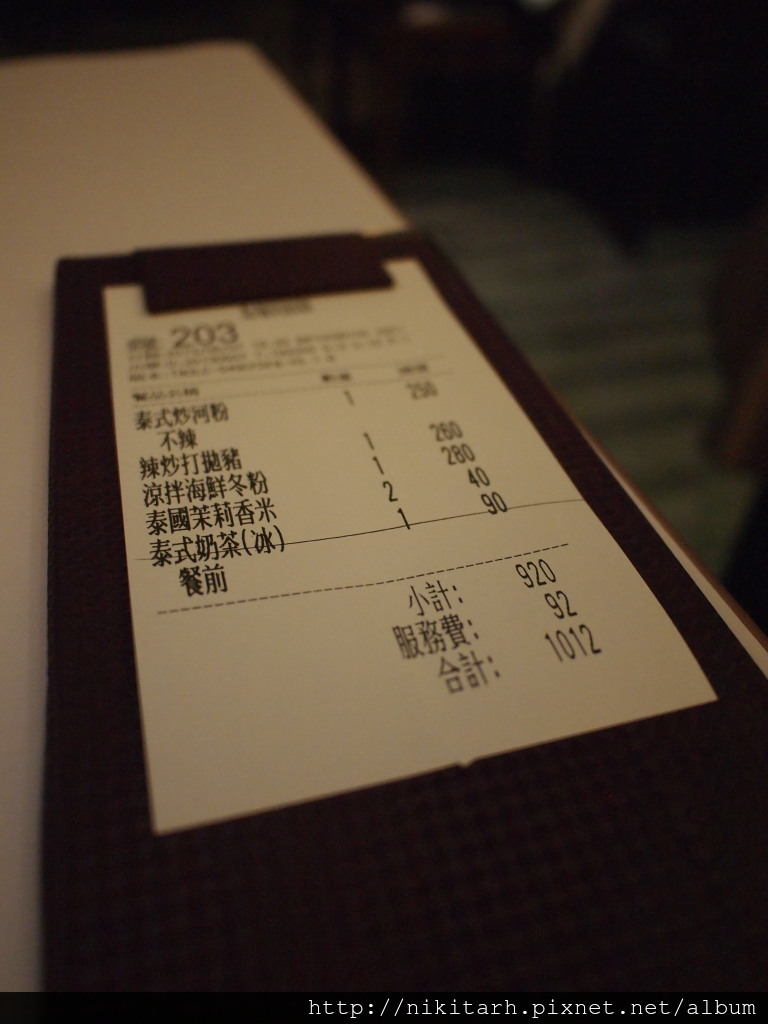 203
泰式炒河粉 1 250
不辣
辣炒打拋豬 1 260
涼拌海鮮冬粉 1 280
泰國茉莉香米 2 40
泰式奶茶(冰) 1 90
餐前
小計: 920
服務費: 92
合計: 1012
http://nikitarh.pixnet.net/album